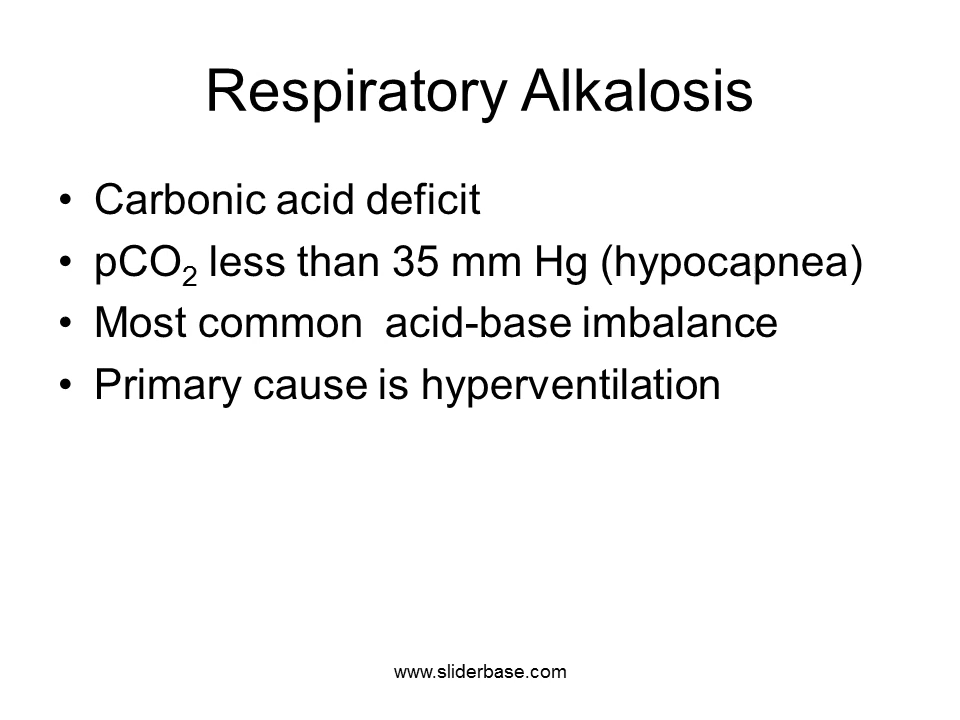 Respiratory Alkalosis
• Carbonic acid deficit
• pCO₂ less than 35 mm Hg (hypocapnea)
• Most common  acid-base imbalance
• Primary cause is hyperventilation
www.sliderbase.com